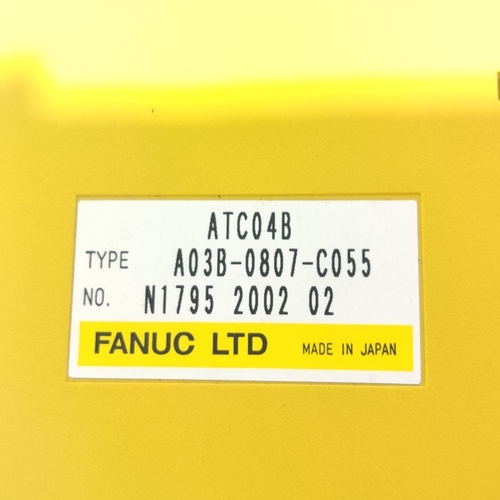 ATC04B
TYPE A03B-0807-C055
NO. N1795 2002 02
FANUC LTD MADE IN JAPAN